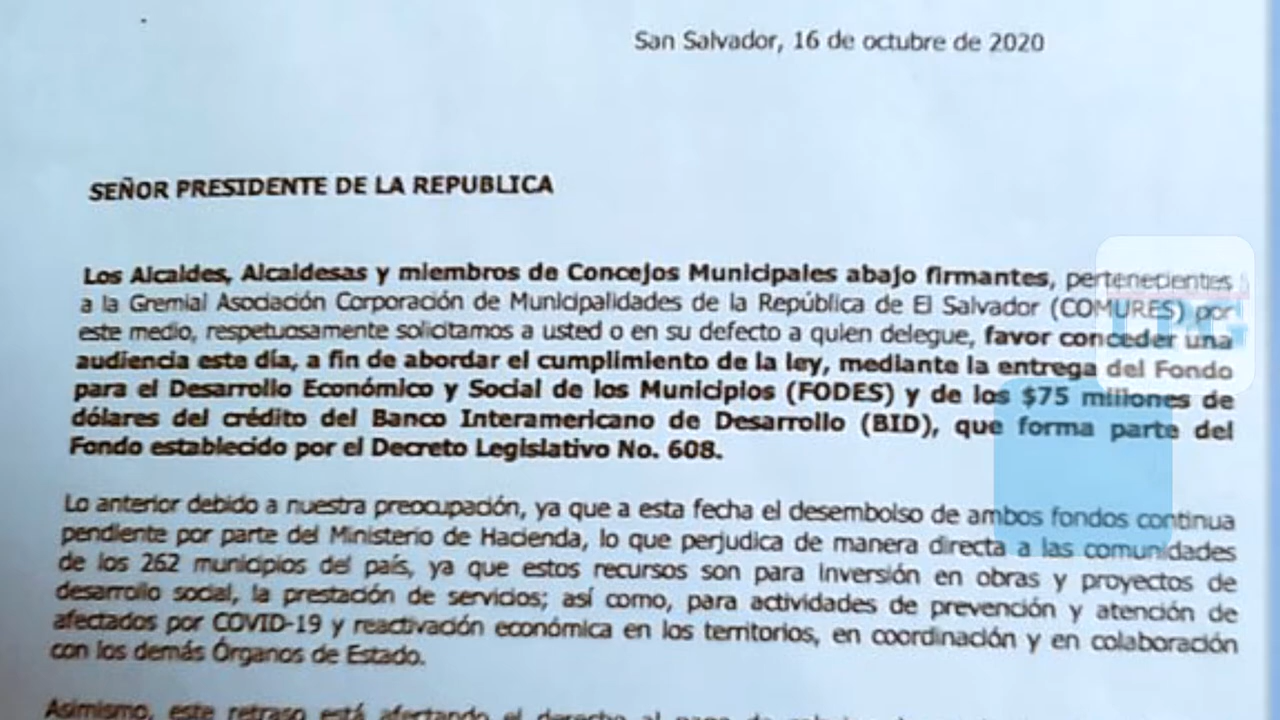 San Salvador, 16 de octubre de 2020
SEÑOR PRESIDENTE DE LA REPUBLICA
Los Alcaldes, Alcaldesas y miembros de Concejos Municipales abajo firmantes, pertenecientes
a la Gremial Asociación Corporación de Municipalidades de la República de El Salvador (COMURES) por
este medio, respetuosamente solicitamos a usted o en su defecto a quien delegue, favor conceder una
audiencia este día, a fin de abordar el cumplimiento de la ley, mediante la entrega del Fondo
para el Desarrollo Económico y Social de los Municipios (FODES) y de los $75 millones de
dólares del crédito del Banco Interamericano de Desarrollo (BID), que forma parte del
Fondo establecido por el Decreto Legislativo No. 608.
Lo anterior debido a nuestra preocupación, ya que a esta fecha el desembolso de ambos fondos continua
pendiente por parte del Ministerio de Hacienda, lo que perjudica de manera directa a las comunidades
de los 262 municipios del país, ya que estos recursos son para inversión en obras y proyectos de
desarrollo social, la prestación de servicios; así como, para actividades de prevención y atención de
afectados por COVID-19 y reactivación económica en los territorios, en coordinación y en colaboración
con los demás Órganos de Estado.
Asimismo, este retraso está afectando el derecho al pago de
LPG